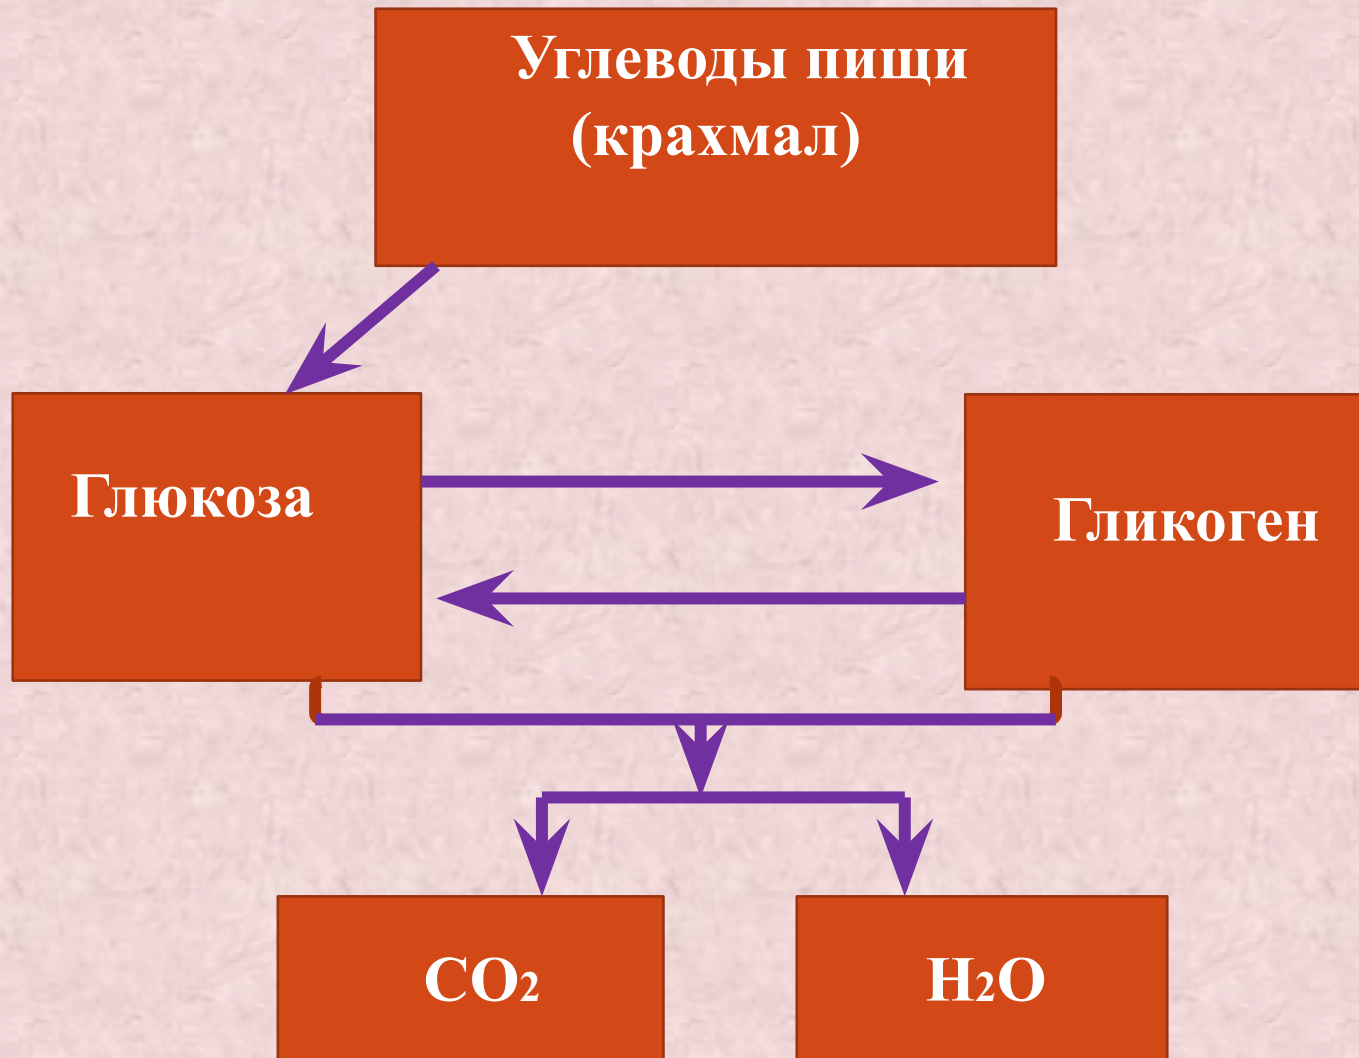 Углеводы пищи
(крахмал)
Глюкоза
Гликоген
CO₂
H₂O